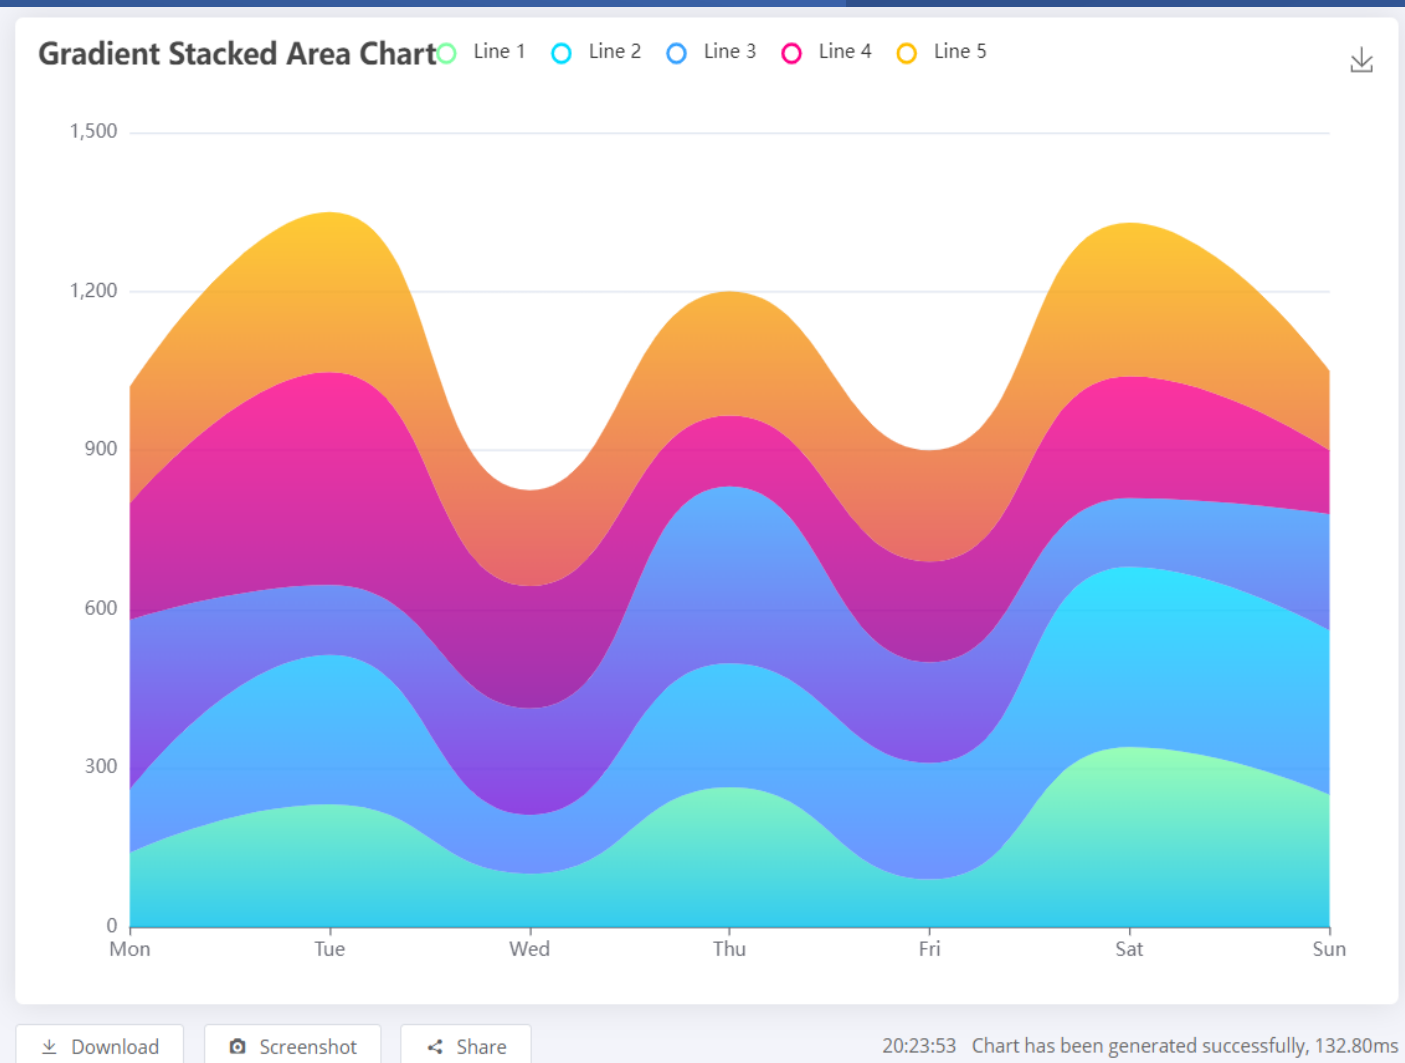 Gradient Stacked Area Chart Line 1 Line 2 Line 3 Line 4 Line 5
1,500
1,200
900
600
300
0
Mon Tue Wed Thu Fri Sat Sun
Download Screenshot Share 20:23:53 Chart has been generated successfully, 132.80ms